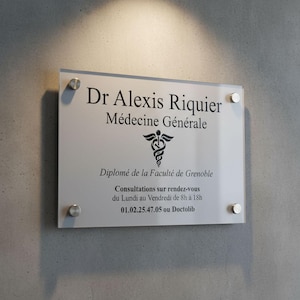 Dr Alexis Riquier
Médecine Générale
Diplomé de la Faculté de Grenoble
Consultations sur rendez-vous
du Lundi au Vendredi de 8h à 18h
01.02.25.47.05 ou Doctolib